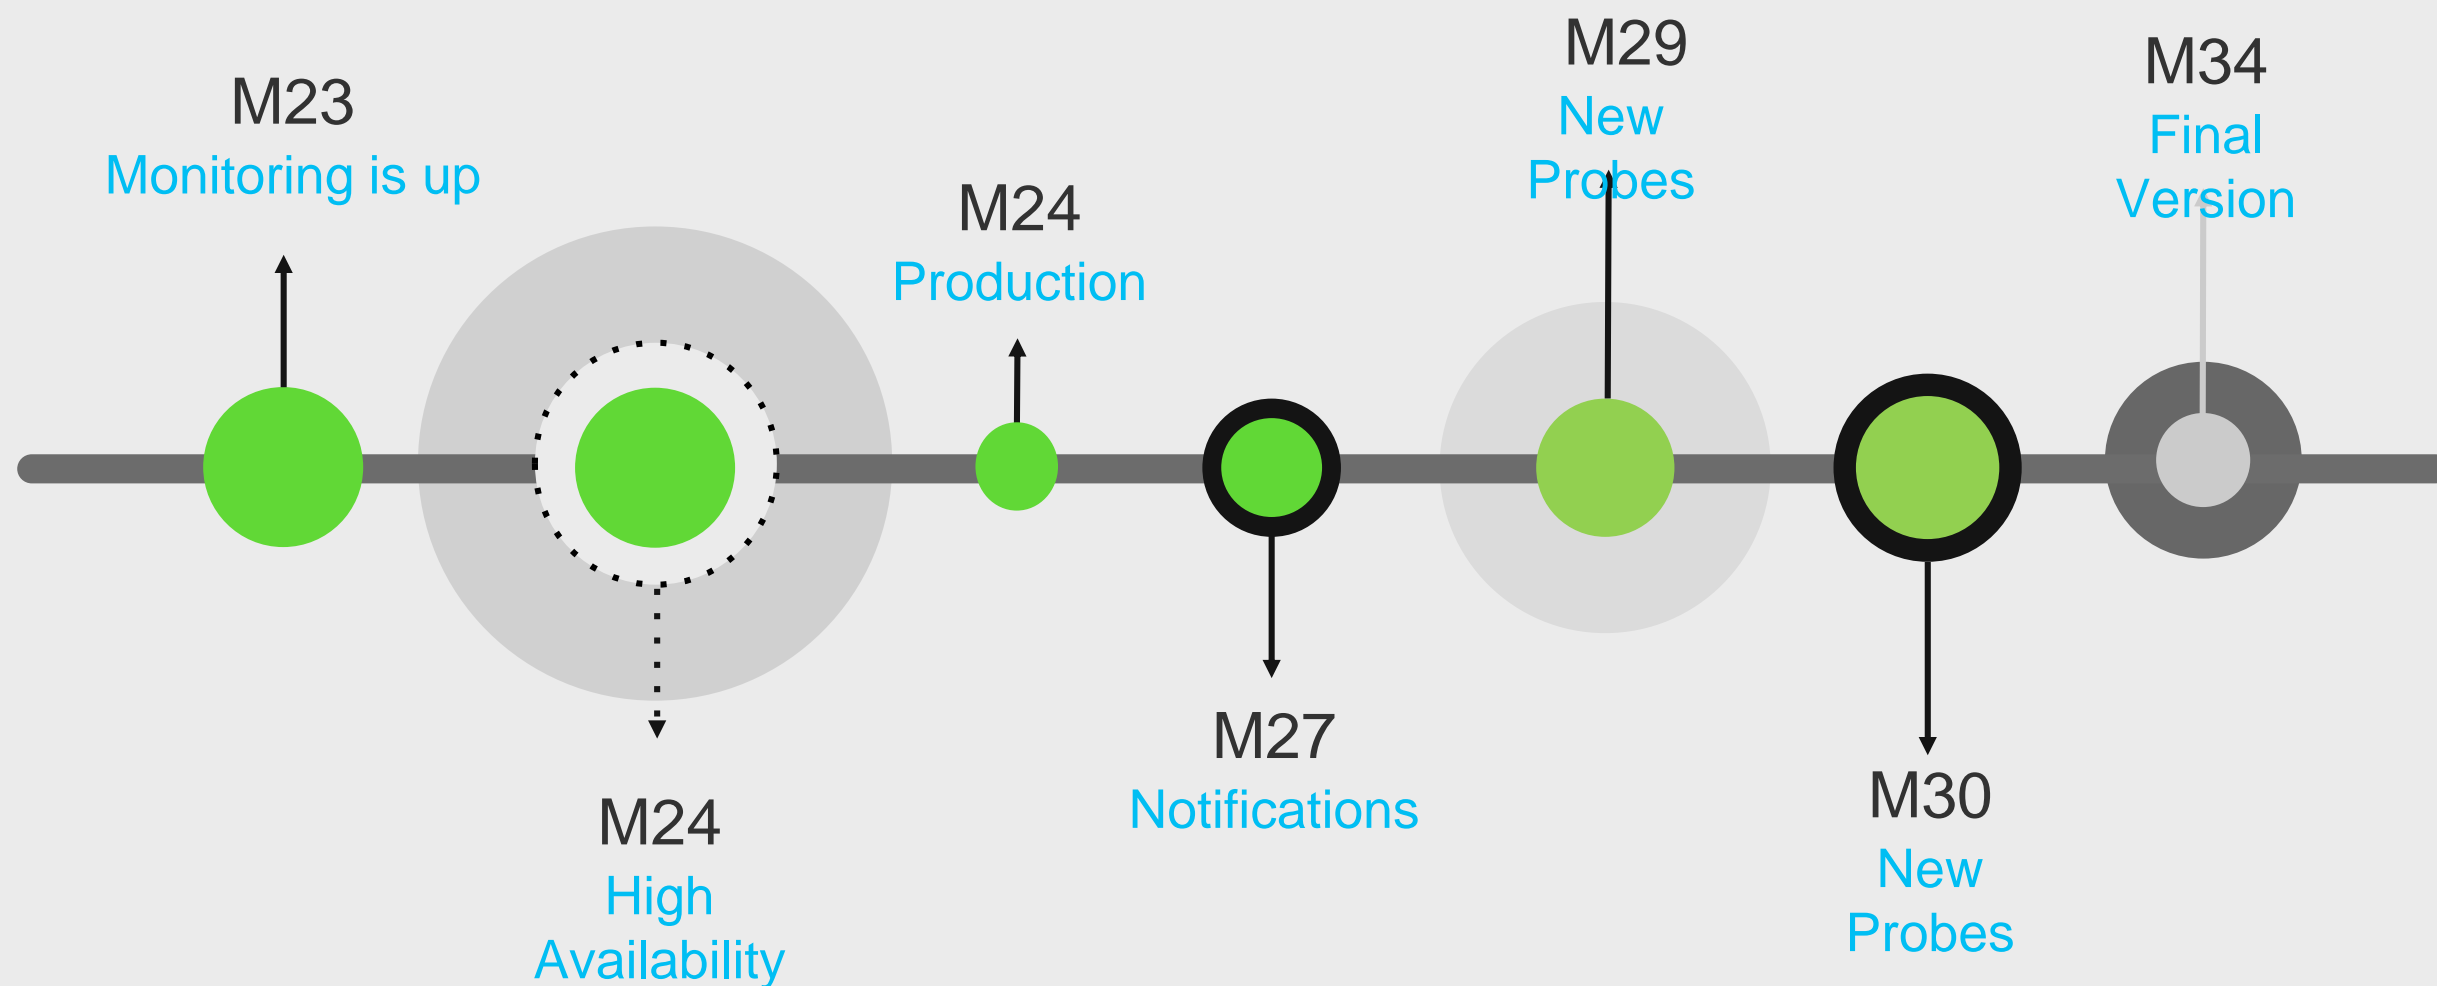 M23
Monitoring is up
M24
High
Availability
M24
Production
M27
Notifications
M29
New
Probes
M30
New
Probes
M34
Final
Version